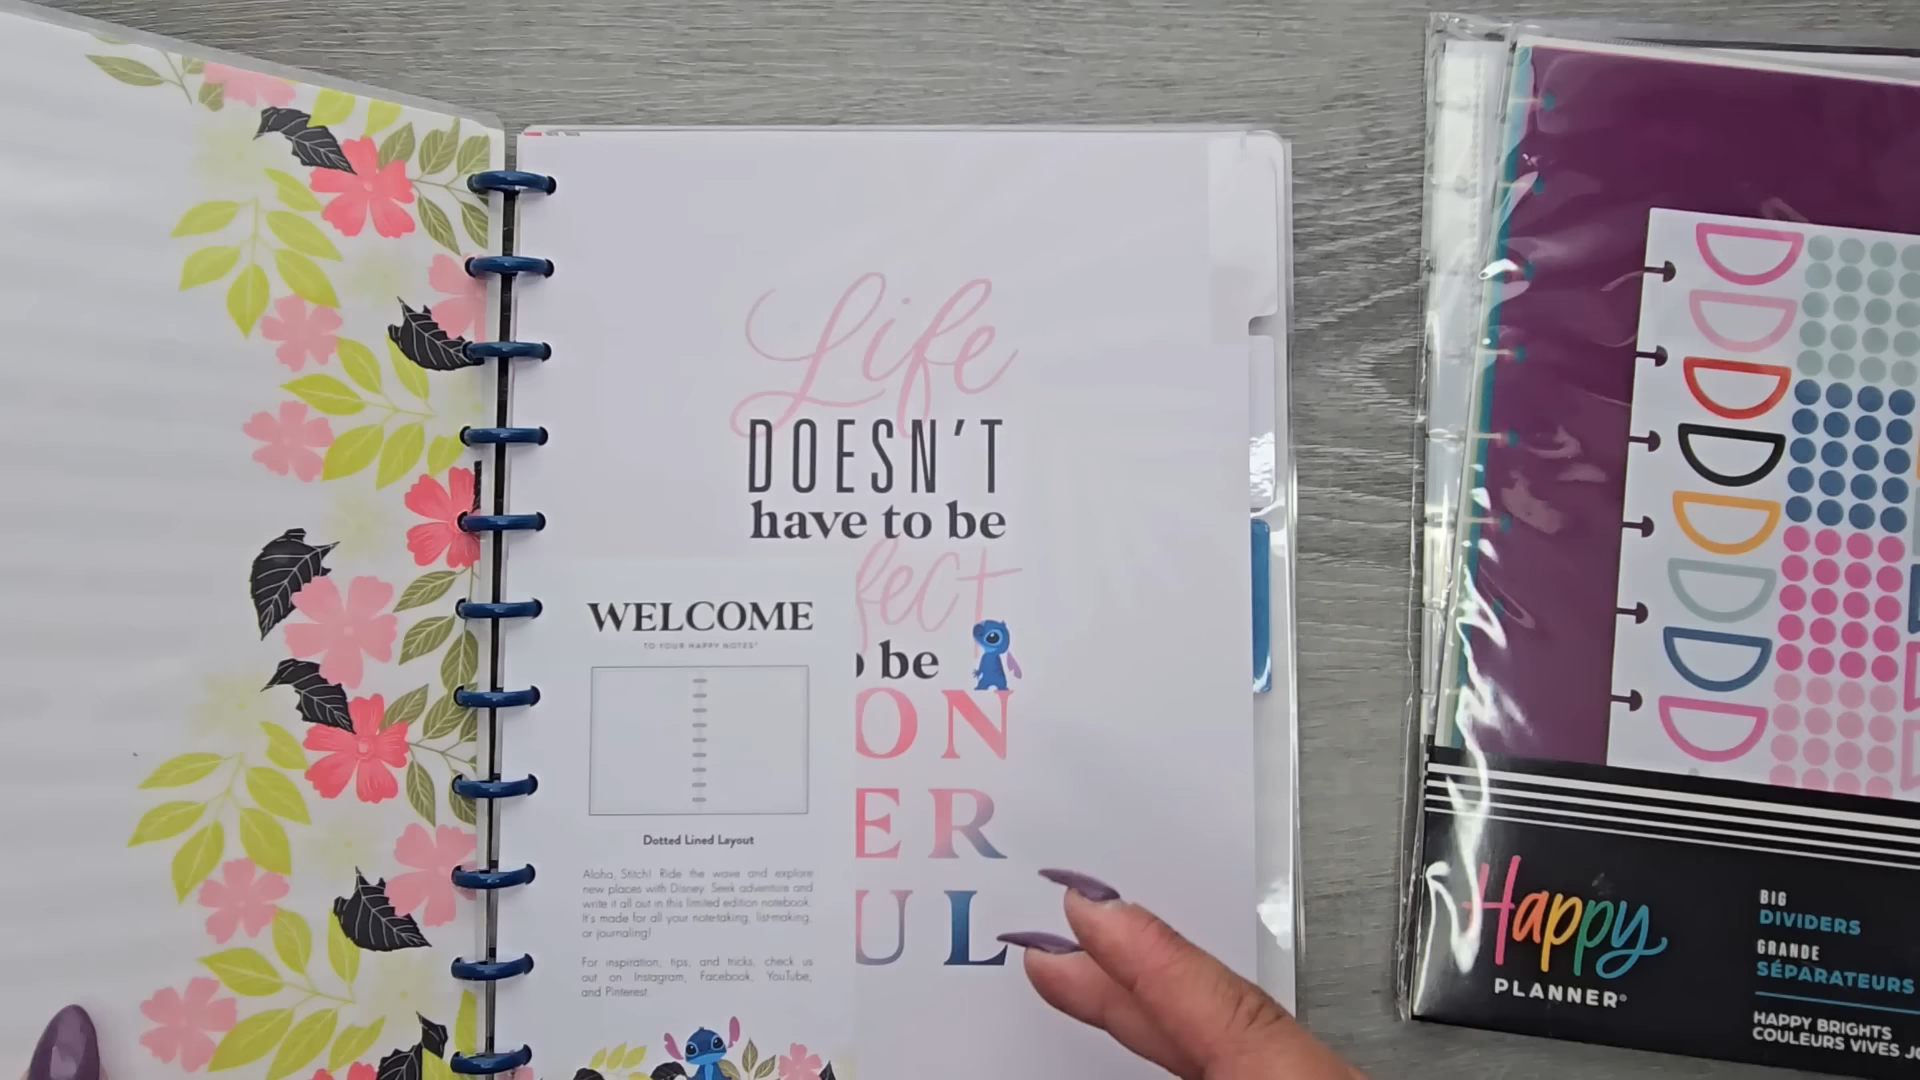 Life
DOESN'T
have to be
fect
be
ON
ER
UL
WELCOME
TO YOUR HAPPY NOTES®
Dotted Lined Layout
Aloha, Stitch! Ride the wave and explore
new places with Disney. Seek adventure and
write it all out in this limited edition notebook.
It's made for all your note-taking, list-making,
or journaling!
For inspiration, tips, and tricks, check us
out on Instagram, Facebook, YouTube,
and Pinterest.
Happy
PLANNER®
BIG
DIVIDERS
GRANDE
SÉPARATEURS
HAPPY BRIGHTS
COULEURS VIVES JO